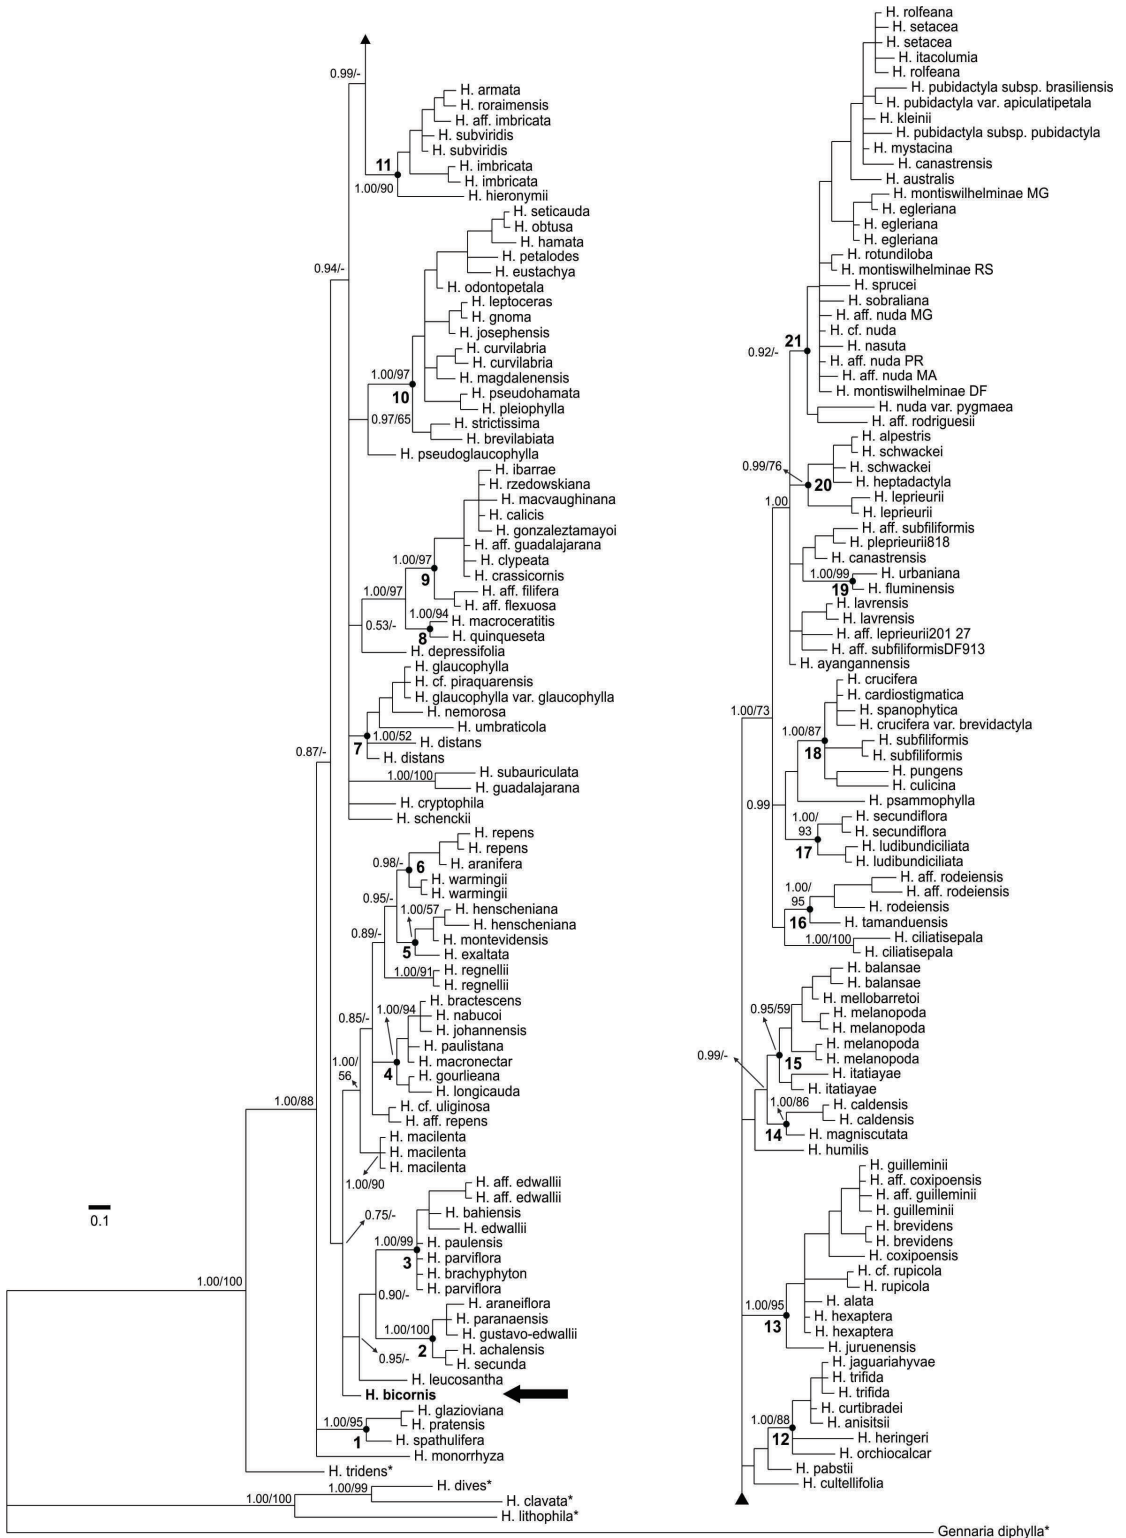 0.99/-
H. armata
H. roraimensis
H. aff. imbricata
H. subviridis
H. subviridis
11
H. imbricata
H. imbricata
1.00/90
H. hieronymii
H. seticauda
H. obtusa
H. hamata
H. petalodes
0.94/-
H. eustachya
H. odontopetala
H. leptoceras
H. gnoma
H. josephensis
H. curvilabria
H. curvilabria
1.00/97
H. magdalenensis
10
H. pseudohamata
H. pleiophylla
0.97/65
H. strictissima
H. brevilabiata
H. pseudoglaucophylla
H. ibarrae
H. rzedowskiana
H. macvaughinana
H. calicis
H. gonzaleztamayoi
H. aff. guadalajarana
1.00/97
H. clypeata
9
H. crassicornis
1.00/97
H. aff. filifera
H. aff. flexuosa
1.00/94
H. macroceratitis
0.53/-
8
H. quinqueseta
H. depressifolia
H. glaucophylla
H. cf. piraquarensis
H. glaucophylla var. glaucophylla
H. nemorosa
H. umbraticola
1.00/52
7
H. distans
0.87/-
H. distans
H. subauriculata
1.00/100
H. guadalajarana
H. cryptophila
H. schenckii
H. repens
H. repens
0.98/-
6
H. aranifera
H. warmingii
H. warmingii
0.95/-
1.00/57
H. henscheniana
H. henscheniana
0.89/-
H. montevidensis
5
H. exaltata
1.00/91
H. regnellii
H. regnellii
H. bractescens
1.00/94
H. nabucoi
0.85/-
H. johannensis
H. paulistana
1.00/
56
H. macronectar
4
H. gourlieana
H. longicauda
1.00/88
H. cf. uliginosa
H. aff. repens
H. macilenta
H. macilenta
H. macilenta
1.00/90
H. aff. edwallii
H. aff. edwallii
0.75/-
H. bahiensis
0.1
H. edwallii
1.00/99
H. paulensis
3
H. parviflora
H. brachyphyton
1.00/100
H. parviflora
0.90/-
H. araneiflora
H. paranaensis
1.00/100
H. gustavo-edwallii
2
H. achalensis
0.95/-
H. secunda
H. leucosantha
H. bicornis
H. glazioviana
1.00/95
H. pratensis
1
H. spathulifera
H. monorrhyza
H. tridens*
1.00/99
H. dives*
1.00/100
H. clavata*
H. lithophila*
Gennaria diphylla*
H. rolfeana
H. setacea
H. setacea
H. itacolumia
H. rolfeana
H. pubidactyla subsp. brasiliensis
H. pubidactyla var. apiculatipetala
H. kleinii
H. pubidactyla subsp. pubidactyla
H. mystacina
H. canastrensis
H. australis
H. montiswilhelminae MG
H. egleriana
H. egleriana
H. egleriana
H. rotundiloba
H. montiswilhelminae RS
H. sprucei
H. sobraliana
H. aff. nuda MG
H. cf. nuda
21
H. nasuta
0.92/-
H. aff. nuda PR
H. aff. nuda MA
H. montiswilhelminae DF
H. nuda var. pygmaea
H. aff. rodriguesii
H. alpestris
H. schwackei
0.99/76
H. schwackei
20
H. heptadactyla
1.00
H. leprieurii
H. leprieurii
H. aff. subfiliformis
H. pleprieurii818
H. canastrensis
1.00/99
H. urbaniana
19
H. fluminensis
H. lavrensis
H. lavrensis
H. aff. leprieurii201 27
H. aff. subfiliformisDF913
H. ayangannensis
H. crucifera
H. cardiostigmatica
1.00/73
H. spanophytica
H. crucifera var. brevidactyla
1.00/87
18
H. subfiliformis
H. subfiliformis
H. pungens
H. culicina
0.99
H. psammophylla
1.00/
93
H. secundiflora
H. secundiflora
17
H. ludibundiciliata
H. ludibundiciliata
H. aff. rodeiensis
1.00/
95
H. aff. rodeiensis
H. rodeiensis
16
H. tamanduensis
1.00/100
H. ciliatisepala
H. ciliatisepala
H. balansae
H. balansae
H. mellobarretoi
0.95/59
H. melanopoda
H. melanopoda
H. melanopoda
0.99/-
15
H. melanopoda
H. itatiayae
H. itatiayae
1.00/86
H. caldensis
H. caldensis
14
H. magniscutata
H. humilis
H. guilleminii
H. aff. coxipoensis
H. aff. guilleminii
H. guilleminii
H. brevidens
H. brevidens
H. coxipoensis
H. cf. rupicola
H. rupicola
H. alata
1.00/95
H. hexaptera
13
H. hexaptera
H. juruenensis
H. jaguariahyvae
H. trifida
H. trifida
H. curtibradei
1.00/88
H. anisitsii
12
H. heringeri
H. orchiocalcar
H. pabstii
H. cultellifolia